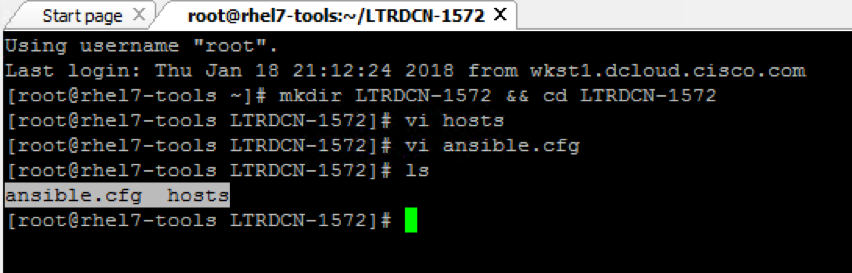 Start page X root@rhel7-tools:~/LTRDCN-1572 X
Using username "root".
Last login: Thu Jan 18 21:12:24 2018 from wkst1.dcloud.cisco.com
[root@rhel7-tools ~]# mkdir LTRDCN-1572 && cd LTRDCN-1572
[root@rhel7-tools LTRDCN-1572]# vi hosts
[root@rhel7-tools LTRDCN-1572]# vi ansible.cfg
[root@rhel7-tools LTRDCN-1572]# ls
ansible.cfg  hosts
[root@rhel7-tools LTRDCN-1572]#